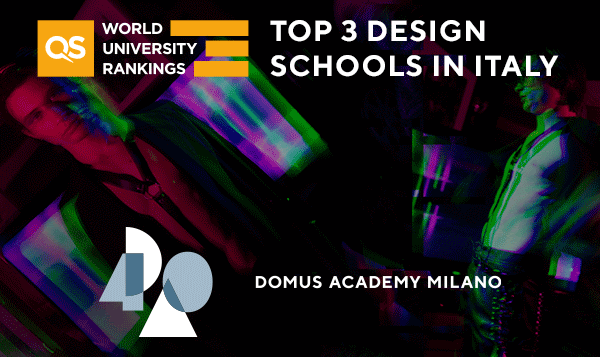 QS
WORLD
UNIVERSITY
RANKINGS
TOP 3 DESIGN
SCHOOLS IN ITALY
DOMUS ACADEMY MILANO